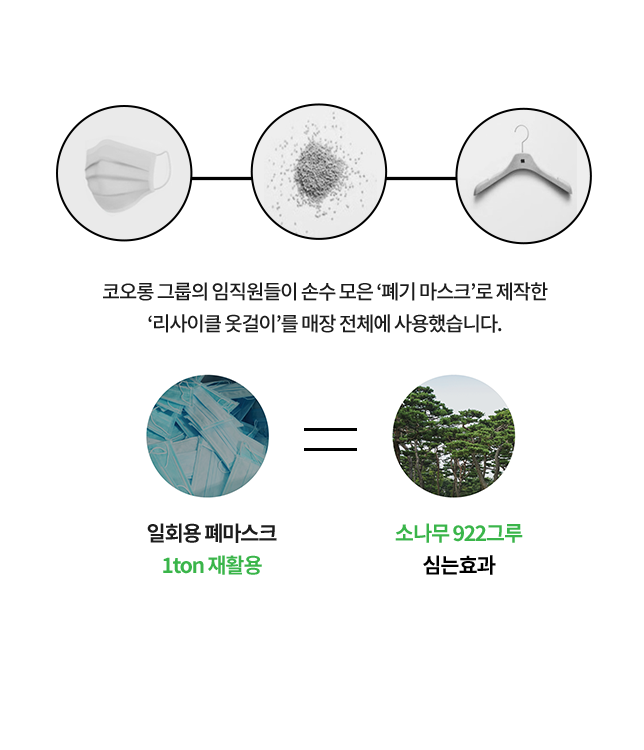 코오롱 그룹의 임직원들이 손수 모은 ‘폐기 마스크’로 제작한
‘리사이클 옷걸이’를 매장 전체에 사용했습니다.
일회용 폐마스크
1ton 재활용
소나무 922그루
심는효과